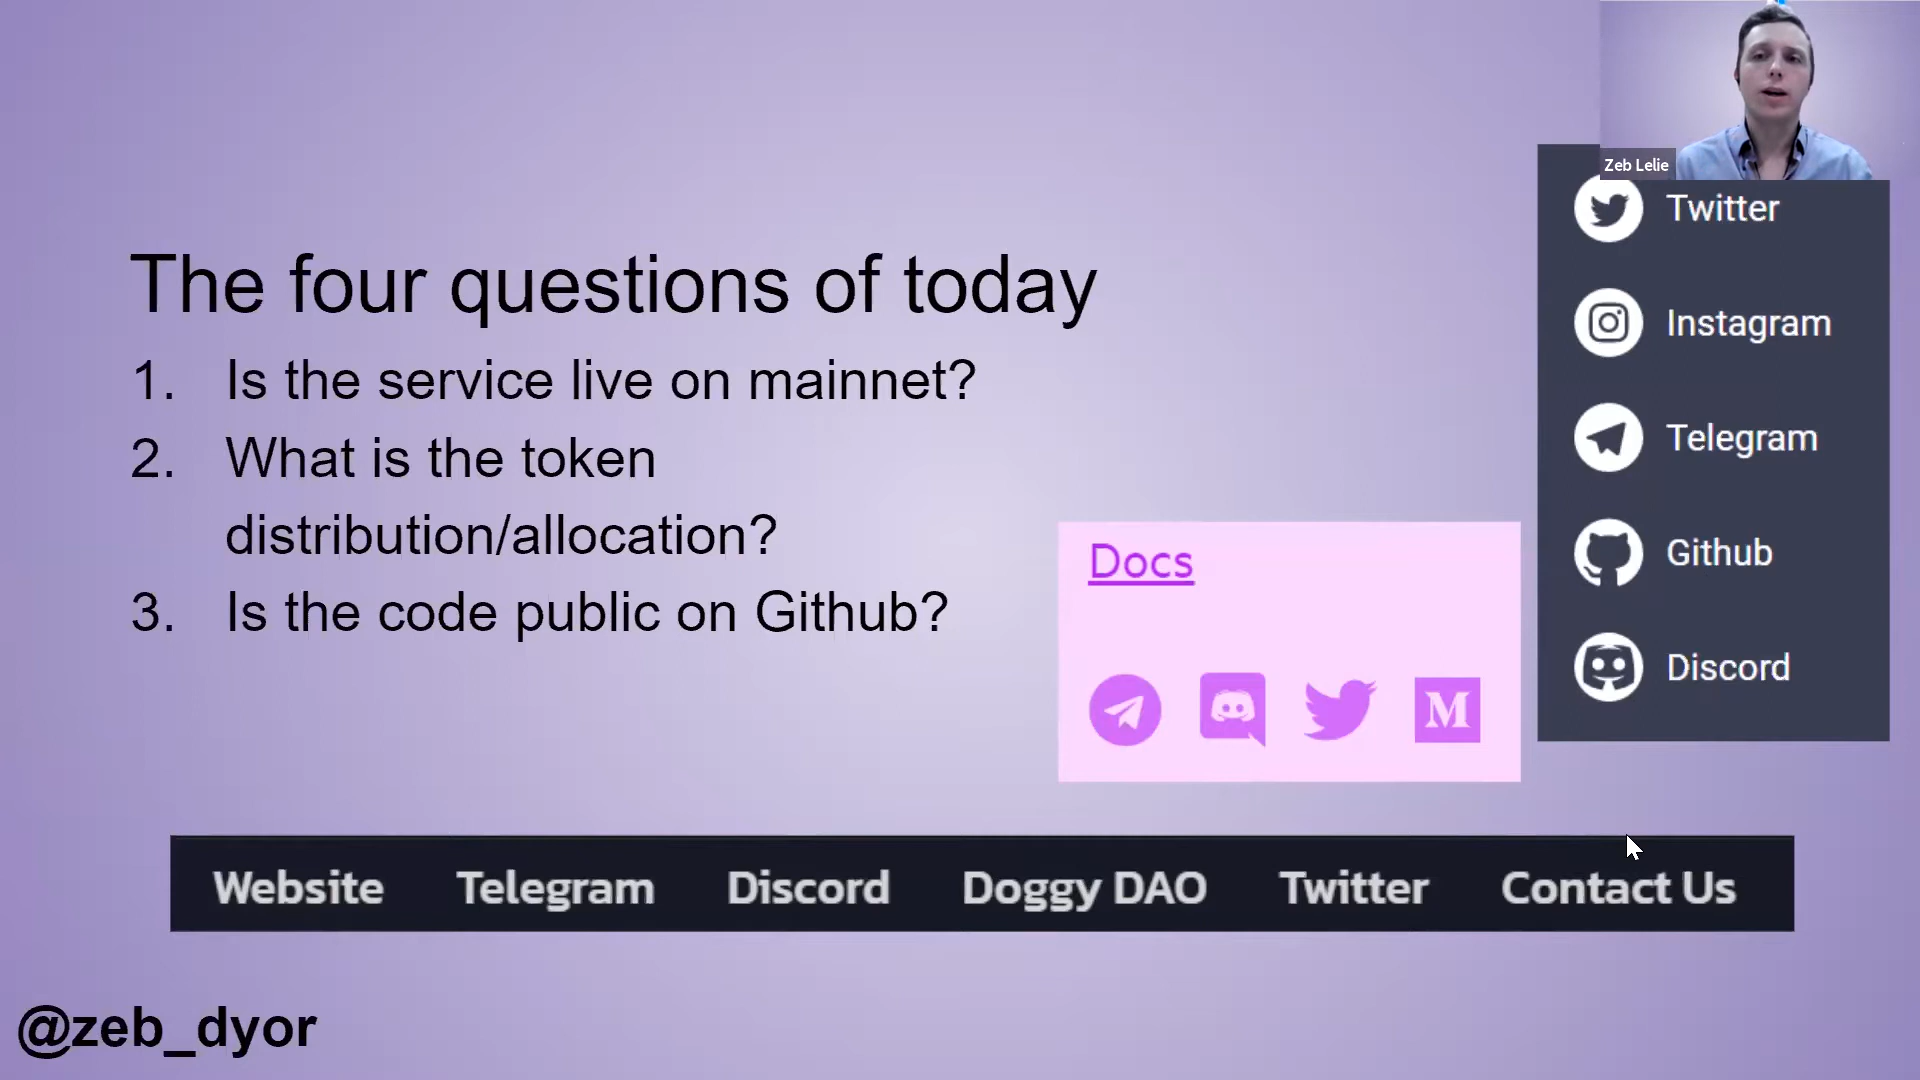 Zeb Lelie
The four questions of today
1. Is the service live on mainnet?
2. What is the token
distribution/allocation?
3. Is the code public on Github?
Twitter
Instagram
Telegram
Github
Discord
Docs
M
Website Telegram Discord Doggy DAO Twitter Contact Us
@zeb_dyor